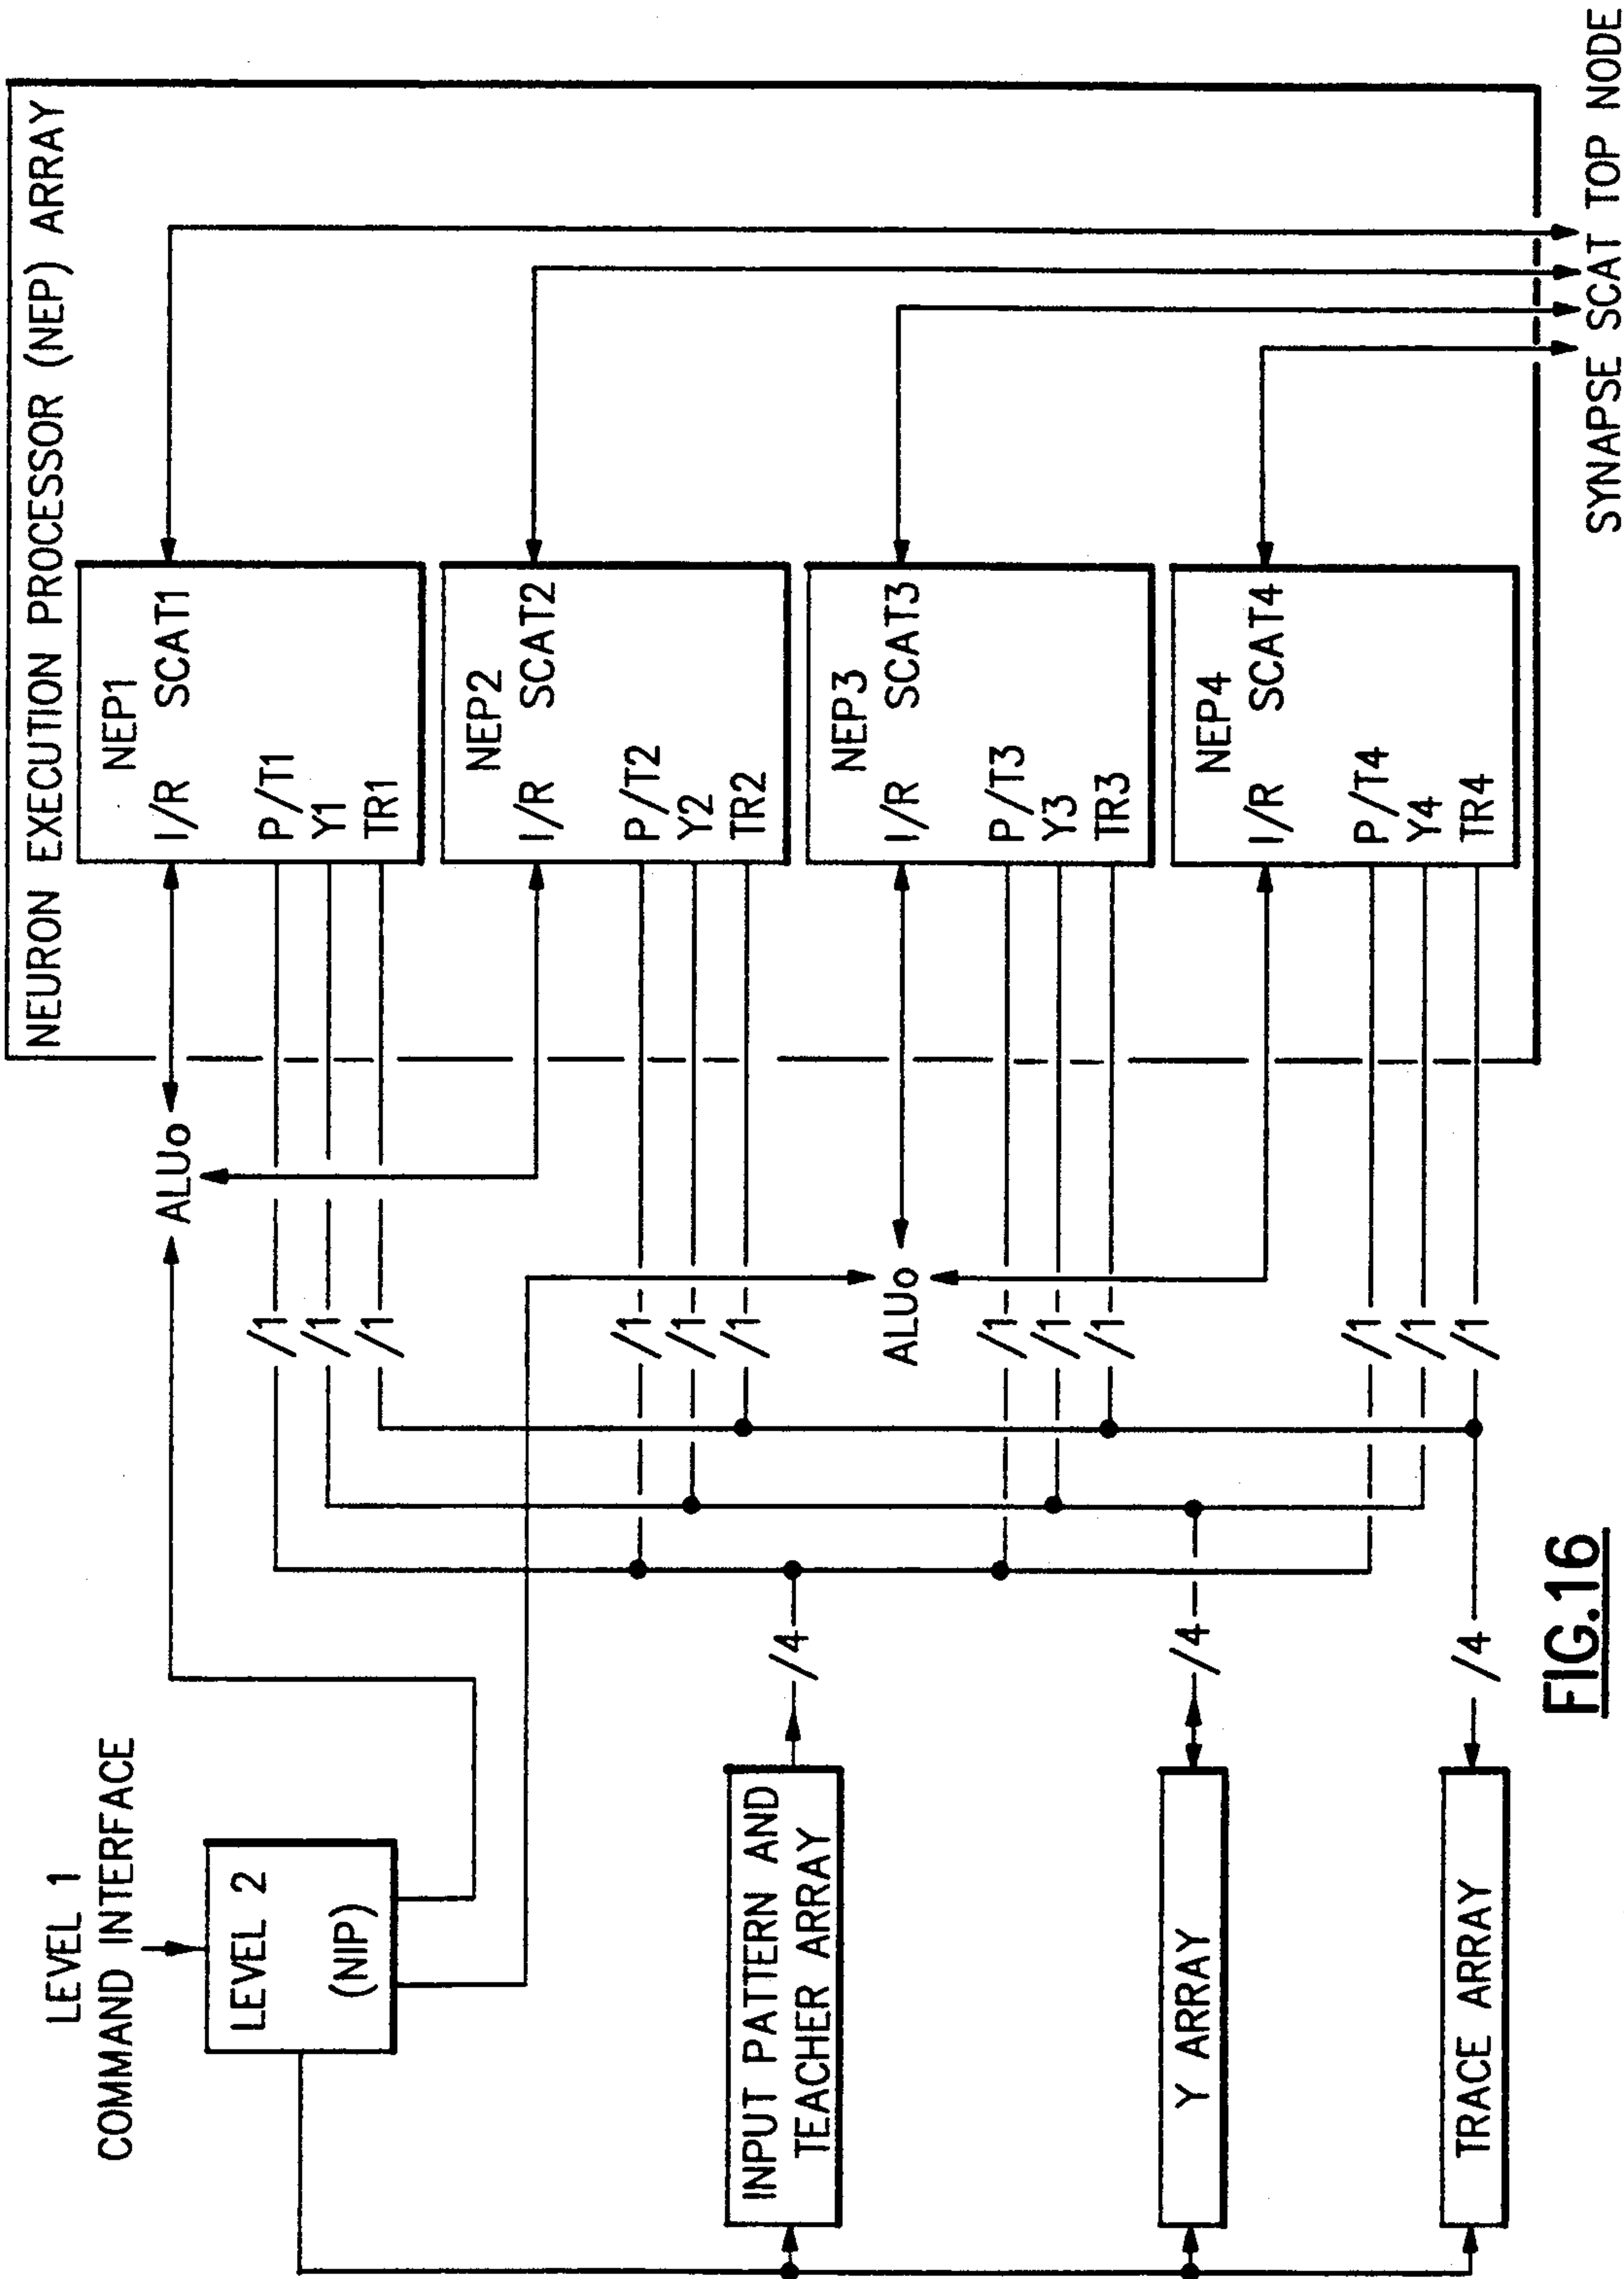 LEVEL 1
COMMAND INTERFACE
LEVEL 2
(NIP)
INPUT PATTERN AND
TEACHER ARRAY
Y ARRAY
TRACE ARRAY
/4
/4
/4
ALUo
ALUo
/1
/1
/1
/1
/1
/1
/1
/1
/1
/1
/1
/1
NEURON EXECUTION PROCESSOR (NEP) ARRAY
NEP1
I/R SCAT1
P/T1
Y1
TR1
NEP2
I/R SCAT2
P/T2
Y2
TR2
NEP3
I/R SCAT3
P/T3
Y3
TR3
NEP4
I/R SCAT4
P/T4
Y4
TR4
SYNAPSE SCAT TOP NODE
FIG.16